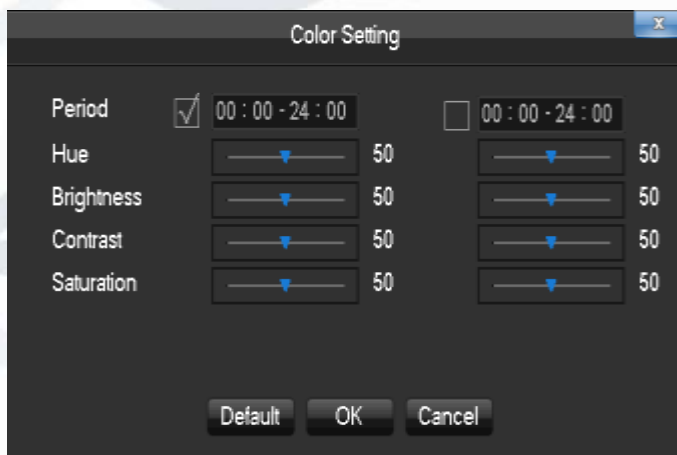 Color Setting x
Period 00 : 00 - 24 : 00 00 : 00 - 24 : 00
Hue 50 50
Brightness 50 50
Contrast 50 50
Saturation 50 50
Default OK Cancel